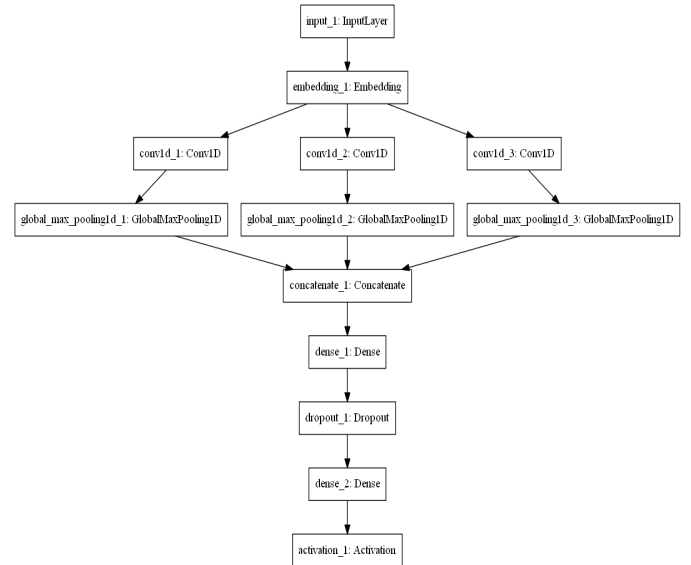 input_1: InputLayer
embedding_1: Embedding
conv1d_1: Conv1D
conv1d_2: Conv1D
conv1d_3: Conv1D
global_max_pooling1d_1: GlobalMaxPooling1D
global_max_pooling1d_2: GlobalMaxPooling1D
global_max_pooling1d_3: GlobalMaxPooling1D
concatenate_1: Concatenate
dense_1: Dense
dropout_1: Dropout
dense_2: Dense
activation_1: Activation